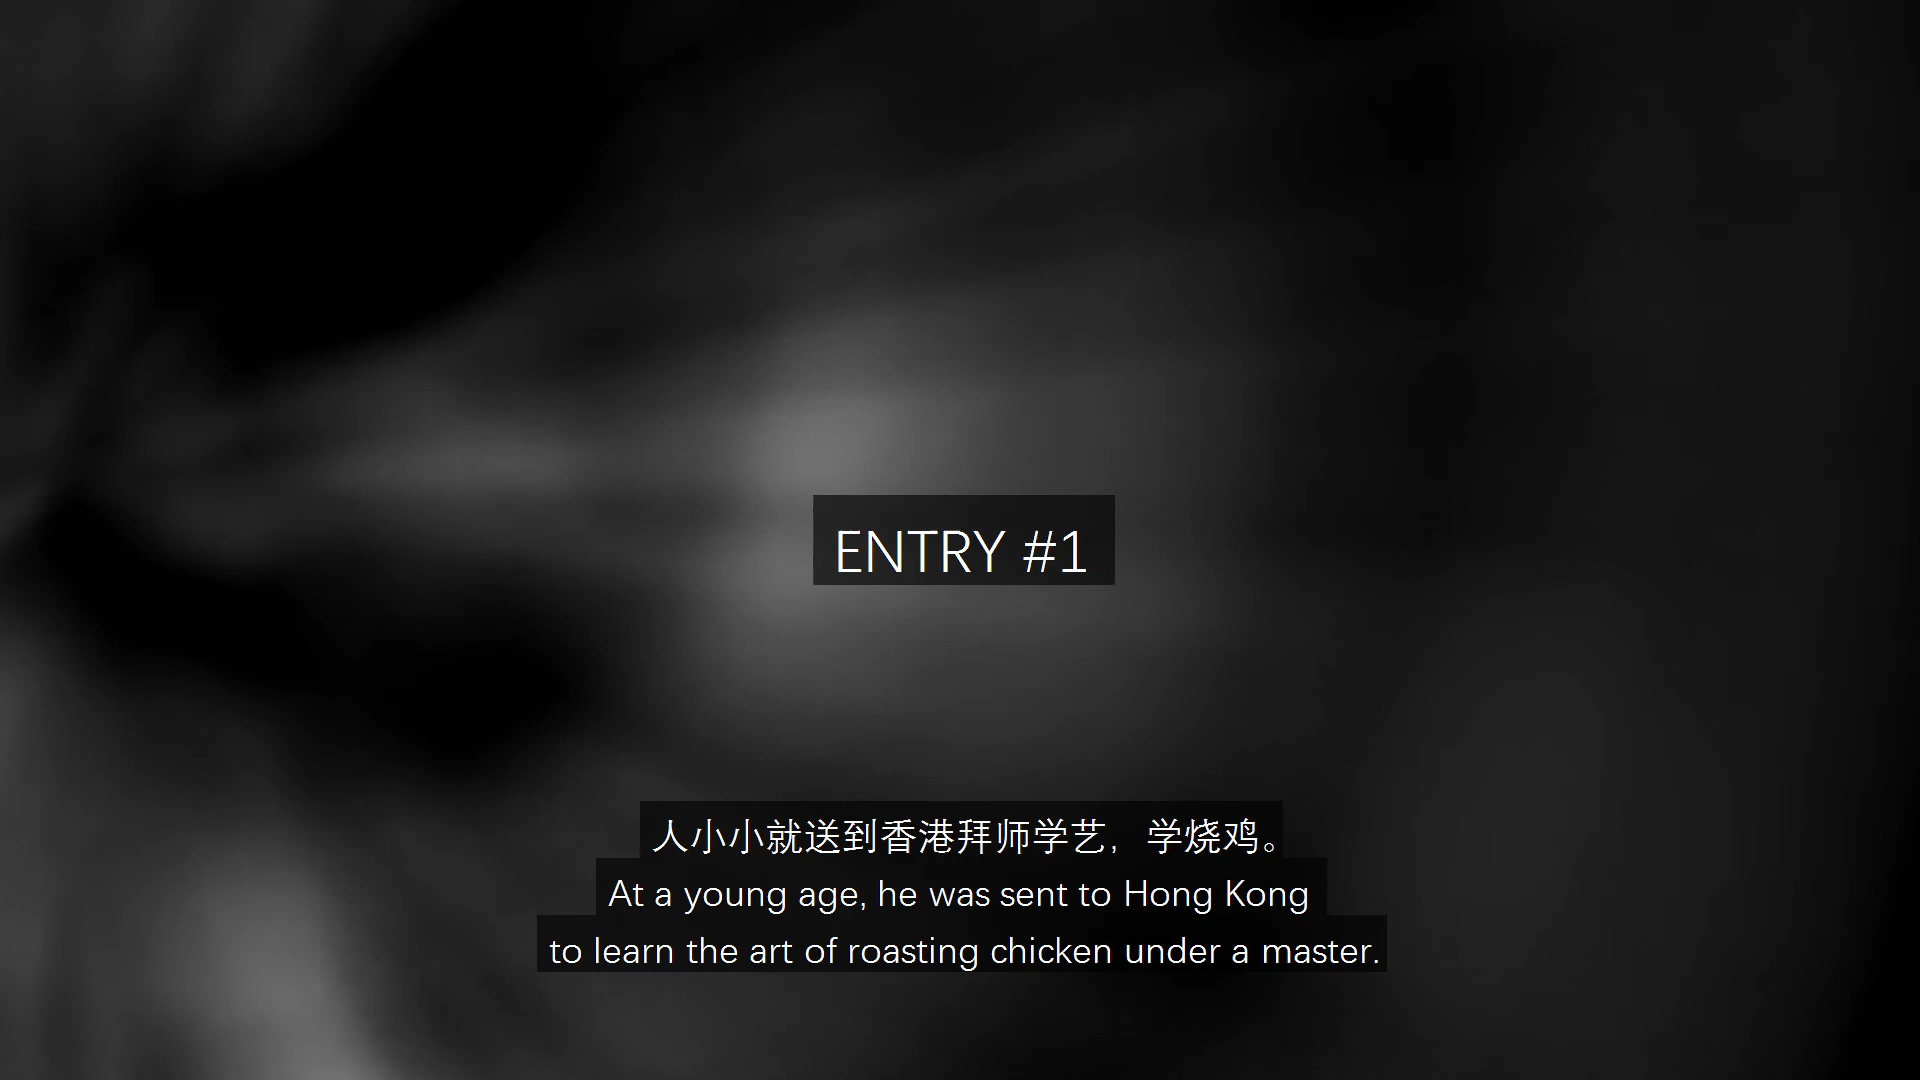 ENTRY #1
人小小就送到香港拜师学艺，学烧鸡。
At a young age, he was sent to Hong Kong
to learn the art of roasting chicken under a master.